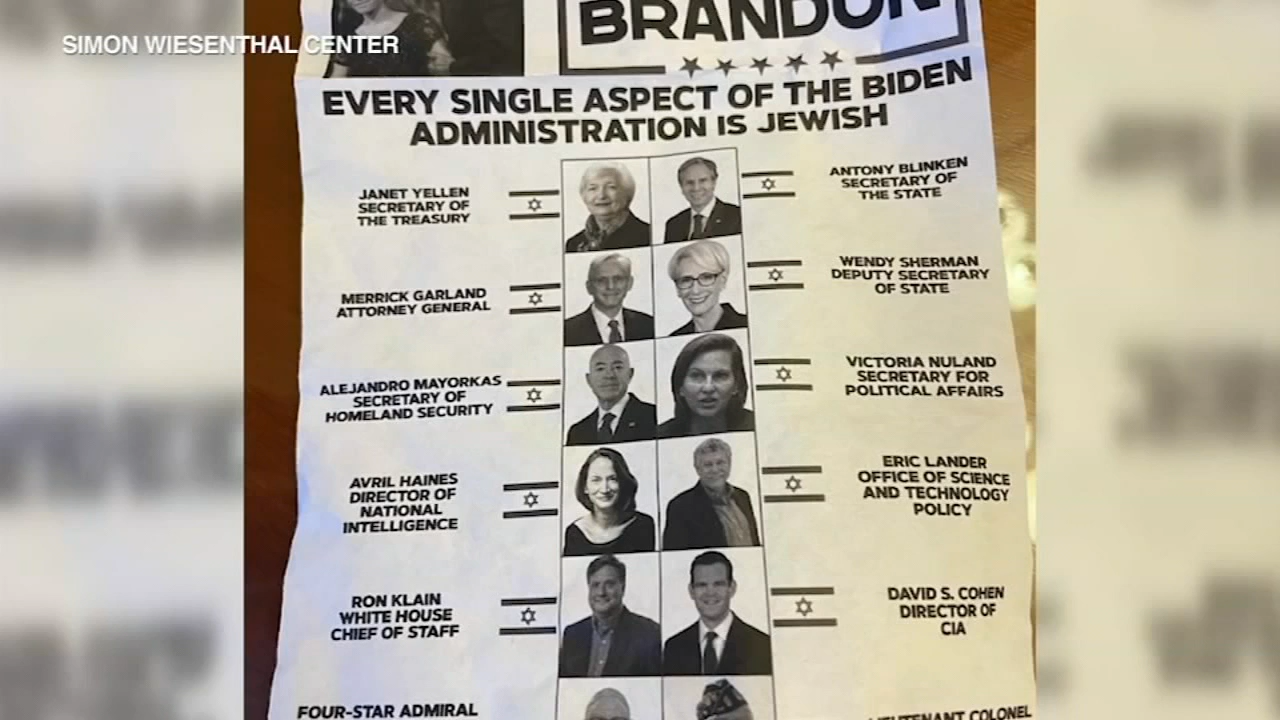 SIMON WIESENTHAL CENTER
BRANDON
EVERY SINGLE ASPECT OF THE BIDEN
ADMINISTRATION IS JEWISH
JANET YELLEN
SECRETARY OF
THE TREASURY
ANTONY BLINKEN
SECRETARY OF
THE STATE
MERRICK GARLAND
ATTORNEY GENERAL
WENDY SHERMAN
DEPUTY SECRETARY
OF STATE
ALEJANDRO MAYORKAS
SECRETARY OF
HOMELAND SECURITY
VICTORIA NULAND
SECRETARY FOR
POLITICAL AFFAIRS
AVRIL HAINES
DIRECTOR OF
NATIONAL
INTELLIGENCE
ERIC LANDER
OFFICE OF SCIENCE
AND TECHNOLOGY
POLICY
RON KLAIN
WHITE HOUSE
CHIEF OF STAFF
DAVID S. COHEN
DIRECTOR OF
CIA
FOUR-STAR ADMIRAL
LIEUTENANT COLONEL